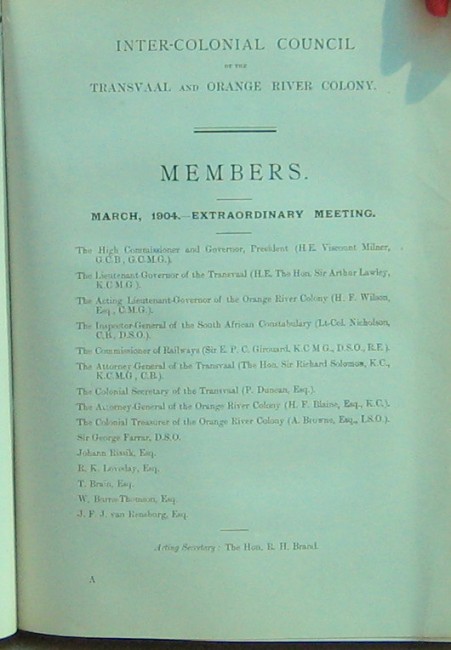 INTER-COLONIAL COUNCIL
OF THE
TRANSVAAL AND ORANGE RIVER COLONY.
MEMBERS.
MARCH, 1904.—EXTRAORDINARY MEETING.
The High Commissioner and Governor, President (H.E. Viscount Milner,
G.C.B., G.C.M.G.).
The Lieutenant-Governor of the Transvaal (H.E. The Hon. Sir Arthur Lawley,
K.C.M.G.).
The Acting Lieutenant-Governor of the Orange River Colony (H. F. Wilson,
Esq., C.M.G.).
The Inspector-General of the South African Constabulary (Lt-Col. Nicholson,
C.B., D.S.O.).
The Commissioner of Railways (Sir E. P. C. Girouard, K.C.M.G., D.S.O., R.E.).
The Attorney-General of the Transvaal (The Hon. Sir Richard Solomon, K.C.,
K.C.M.G., C.B.).
The Colonial Secretary of the Transvaal (P. Duncan, Esq.).
The Attorney-General of the Orange River Colony (H. F. Blaine, Esq., K.C.).
The Colonial Treasurer of the Orange River Colony (A. Browne, Esq., I.S.O.).
Sir George Farrar, D.S.O.
Johann Rissik, Esq.
R. K. Loveday, Esq.
T. Brain, Esq.
W. Burns-Thomson, Esq.
J. F. J. van Rensburg, Esq.
Acting Secretary: The Hon. R. H. Brand.
A